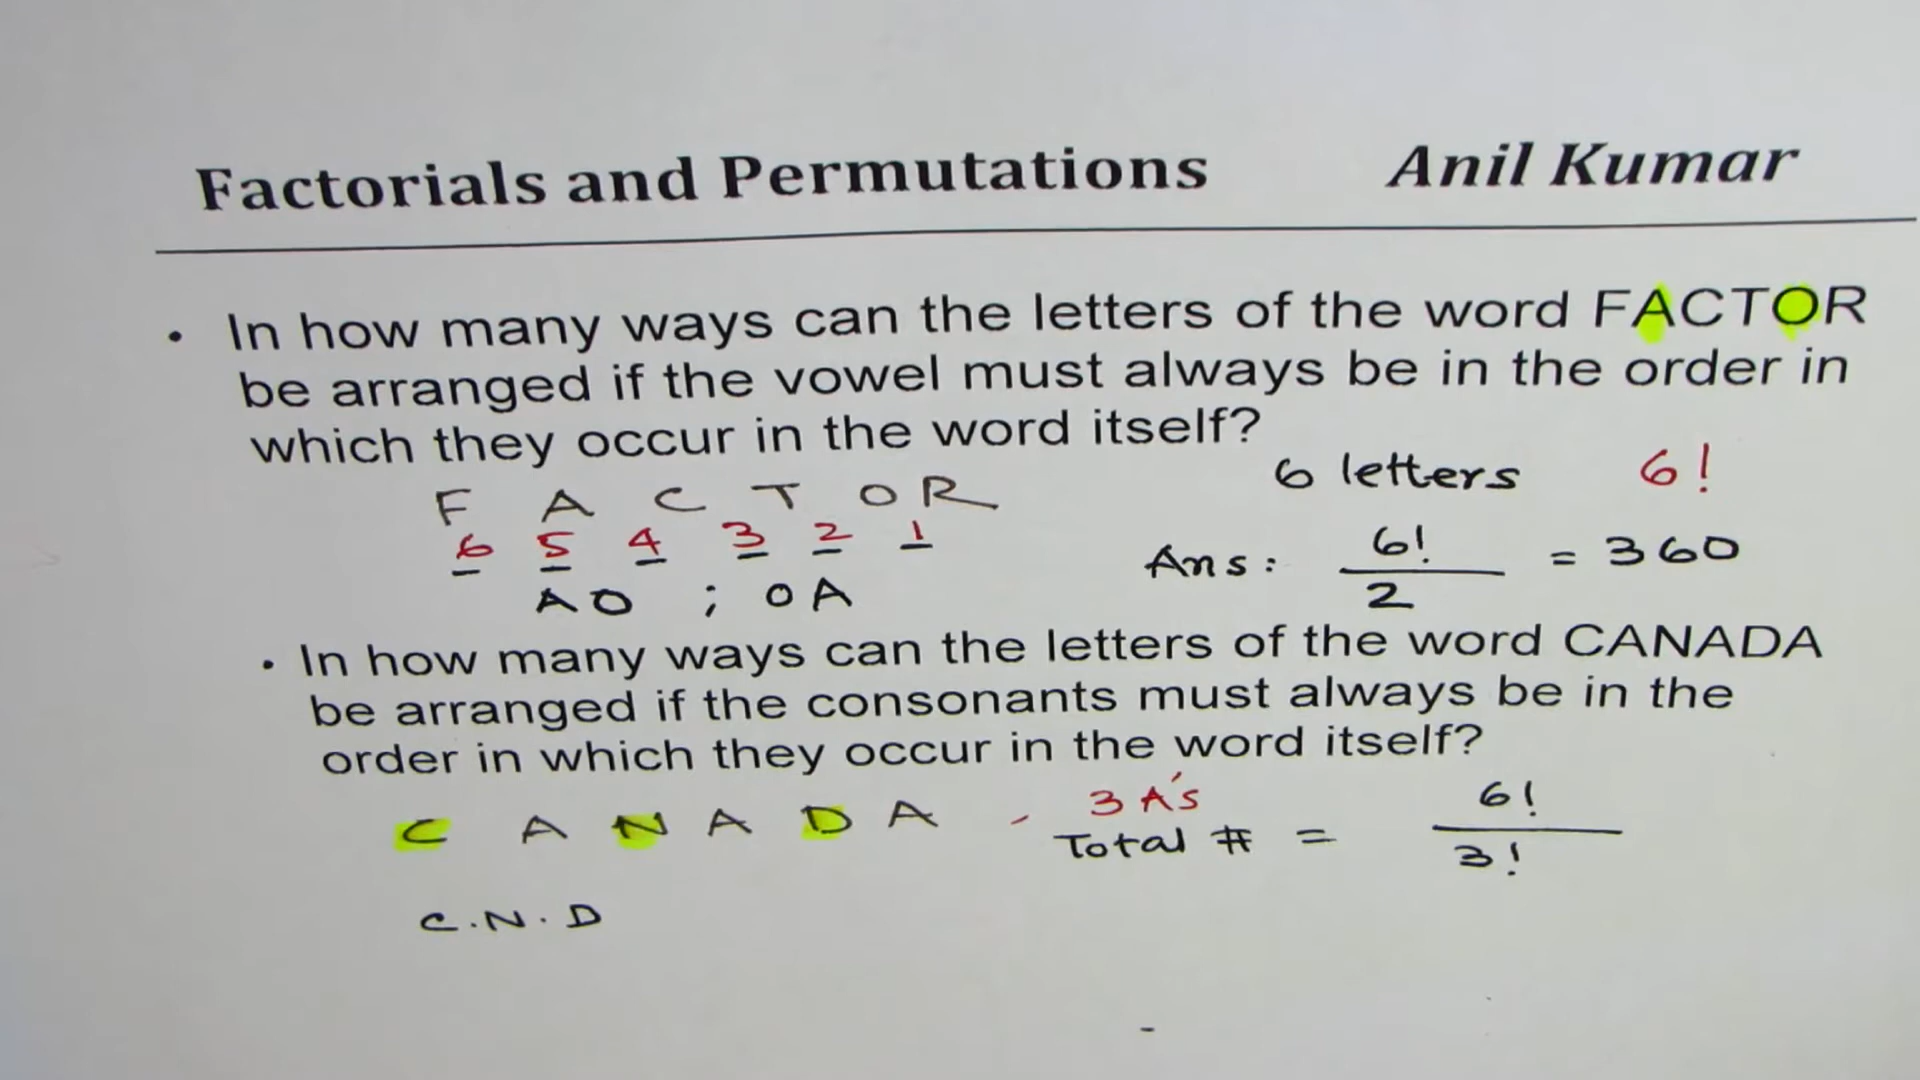 Factorials and Permutations Anil Kumar
• In how many ways can the letters of the word FACTOR
be arranged if the vowel must always be in the order in
which they occur in the word itself?
6 letters 6!
F A C T O R
6 5 4 3 2 1
Ans: 6!/2 = 360
AO ; OA
• In how many ways can the letters of the word CANADA
be arranged if the consonants must always be in the
order in which they occur in the word itself?
C A N A D A - 3 A's
Total # = 6!/3!
C.N.D